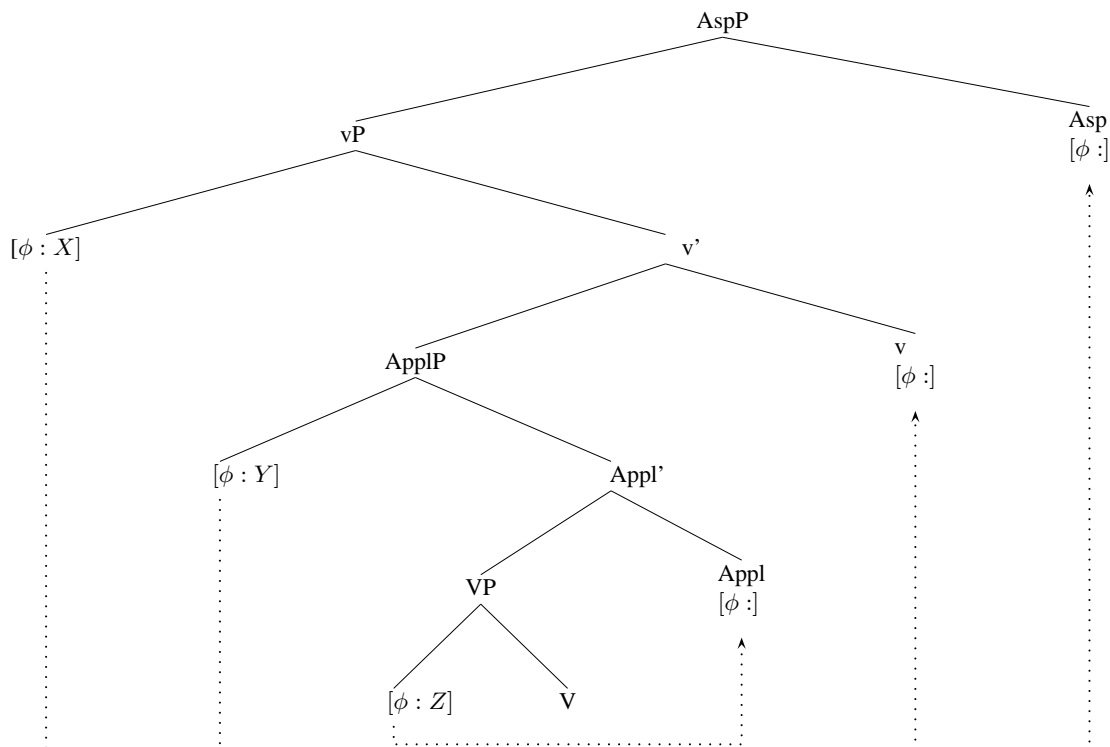 AspP
vP
Asp
[ϕ :]
[ϕ : X]
v'
ApplP
v
[ϕ :]
[ϕ : Y]
Appl'
VP
Appl
[ϕ :]
[ϕ : Z]
V